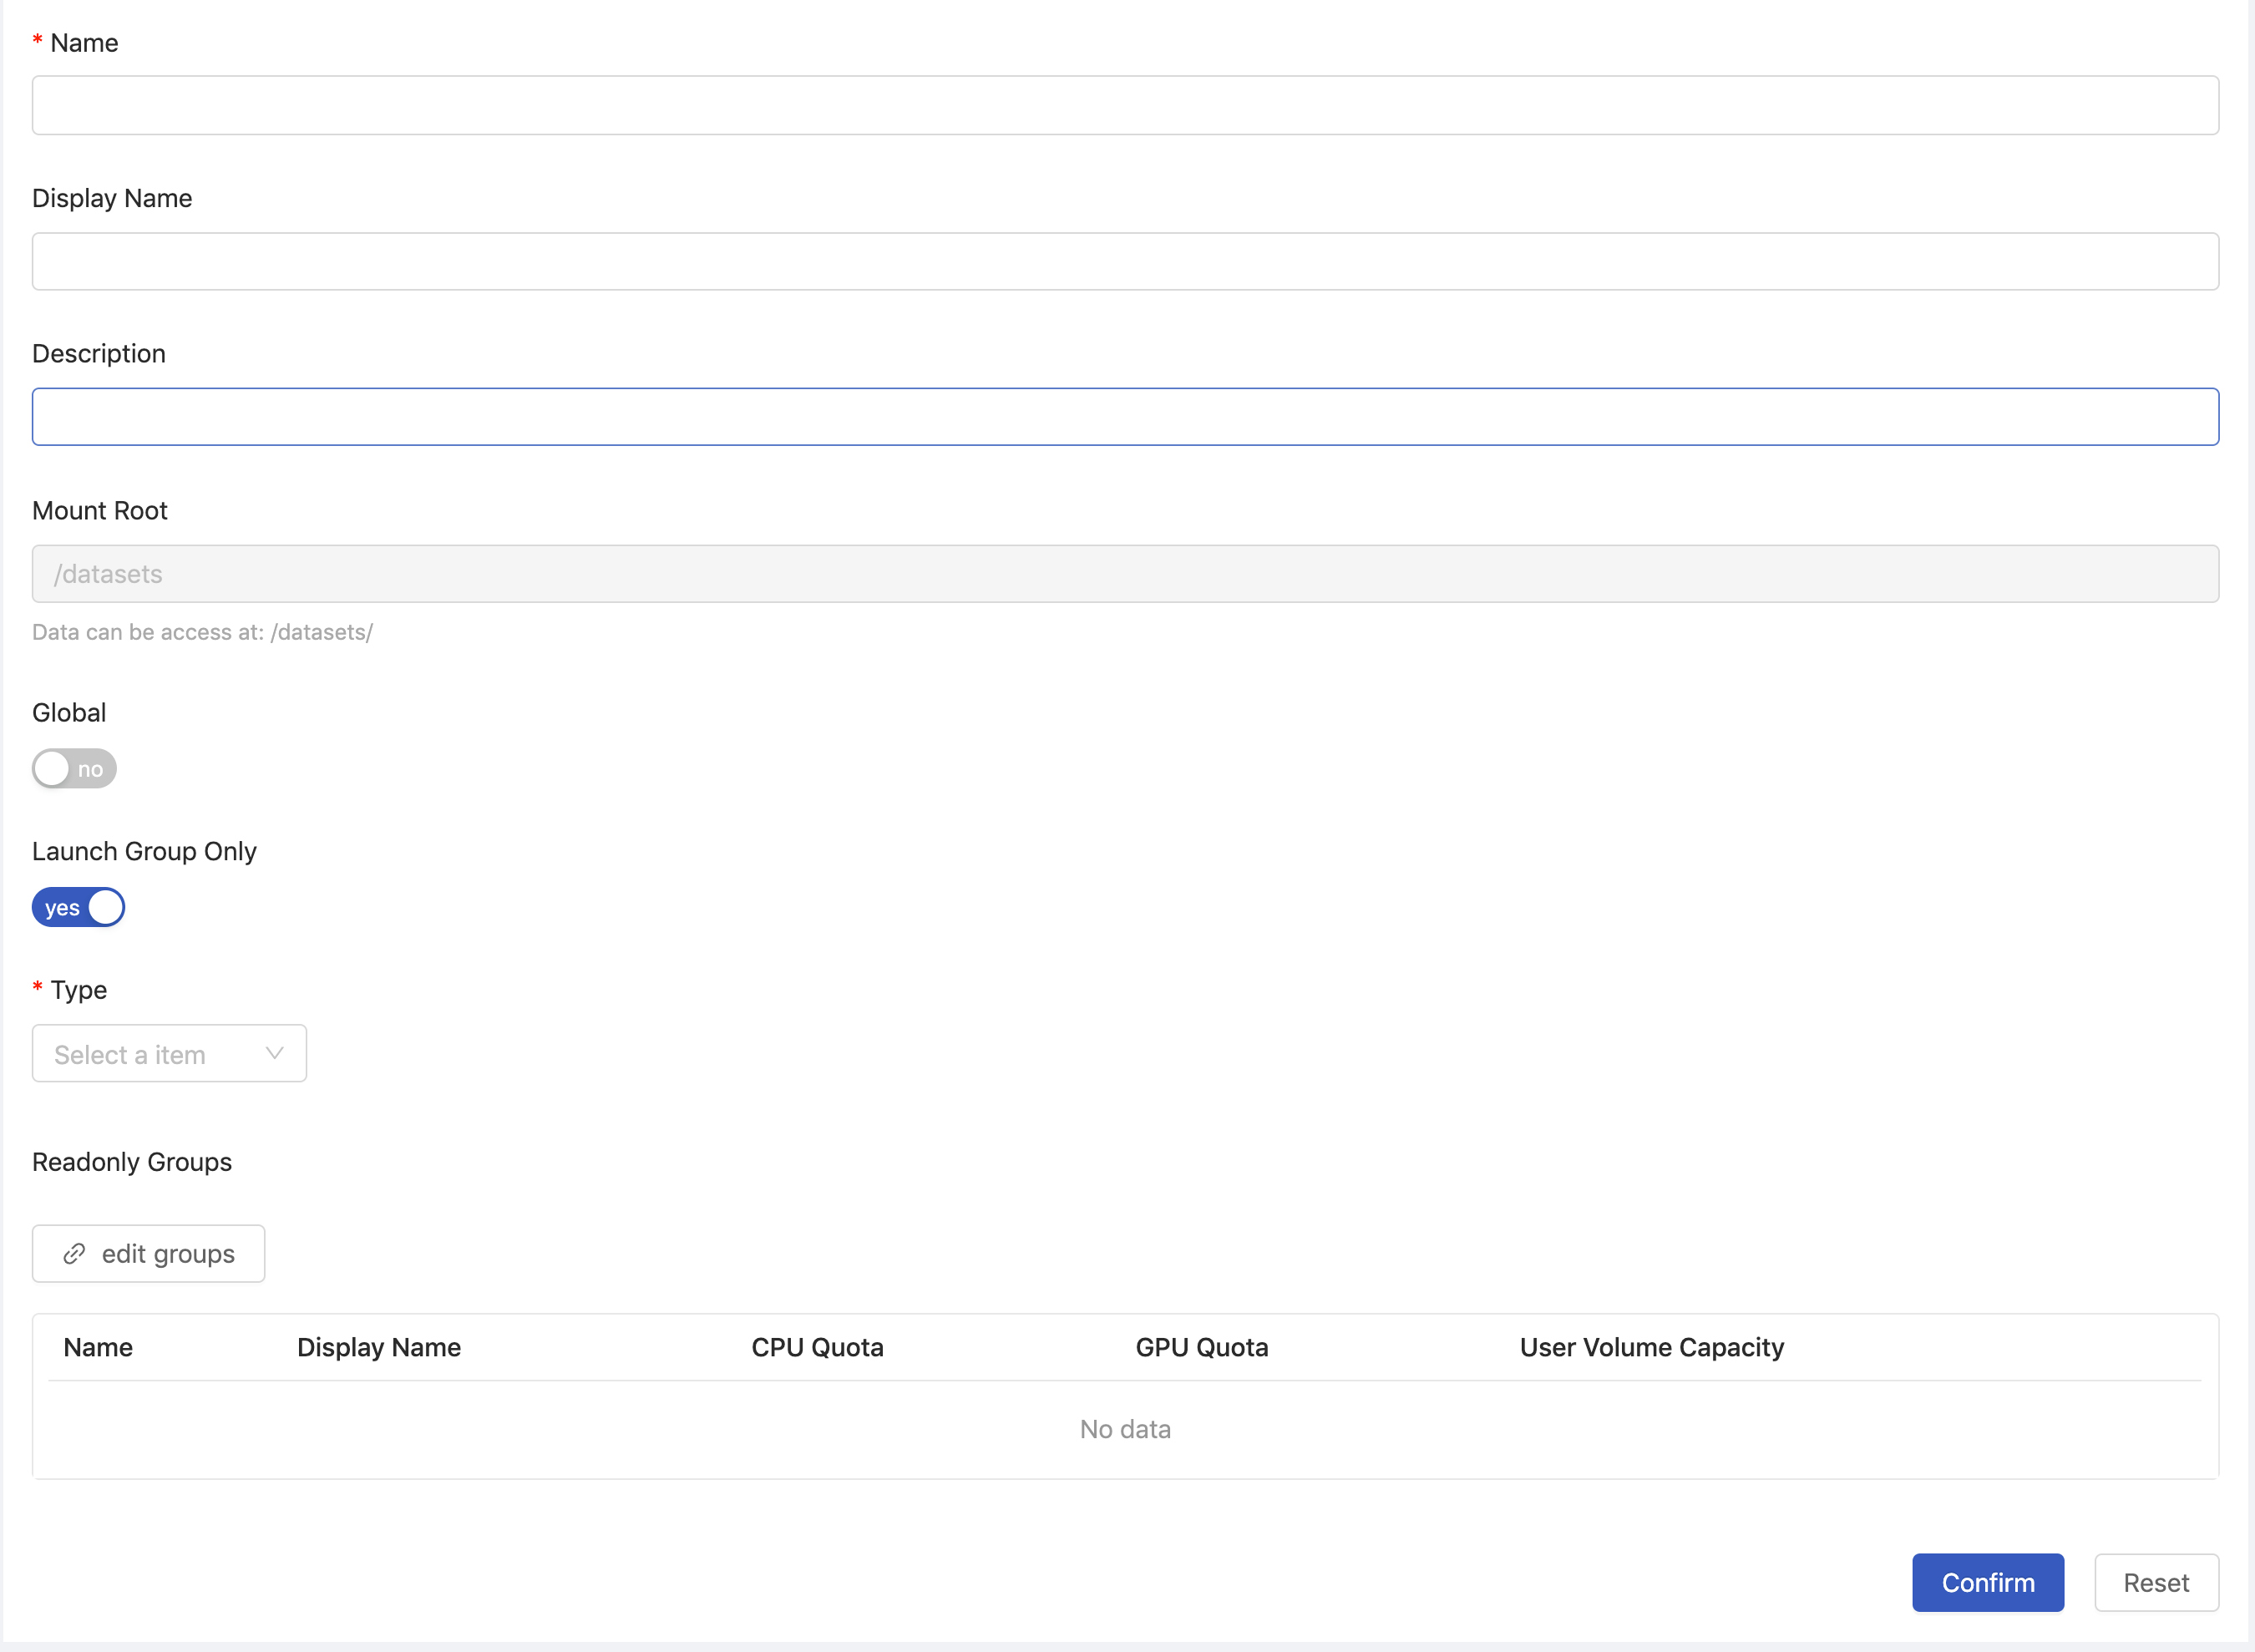 * Name
Display Name
Description
Mount Root
/datasets
Data can be access at: /datasets/
Global
no
Launch Group Only
yes
* Type
Select a item
Readonly Groups
edit groups
Name Display Name CPU Quota GPU Quota User Volume Capacity
No data
Confirm Reset